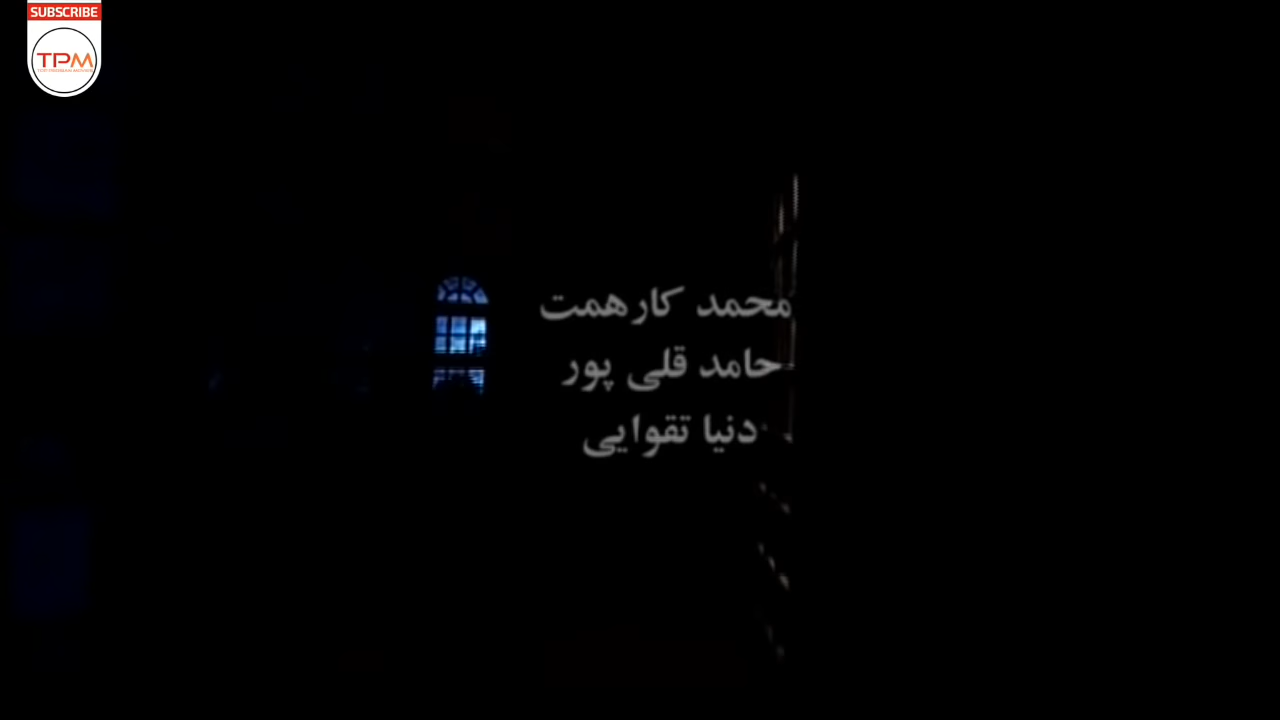 SUBSCRIBE
TPM
محمد کارهمت
حامد قلی پور
دنیا تقوایی